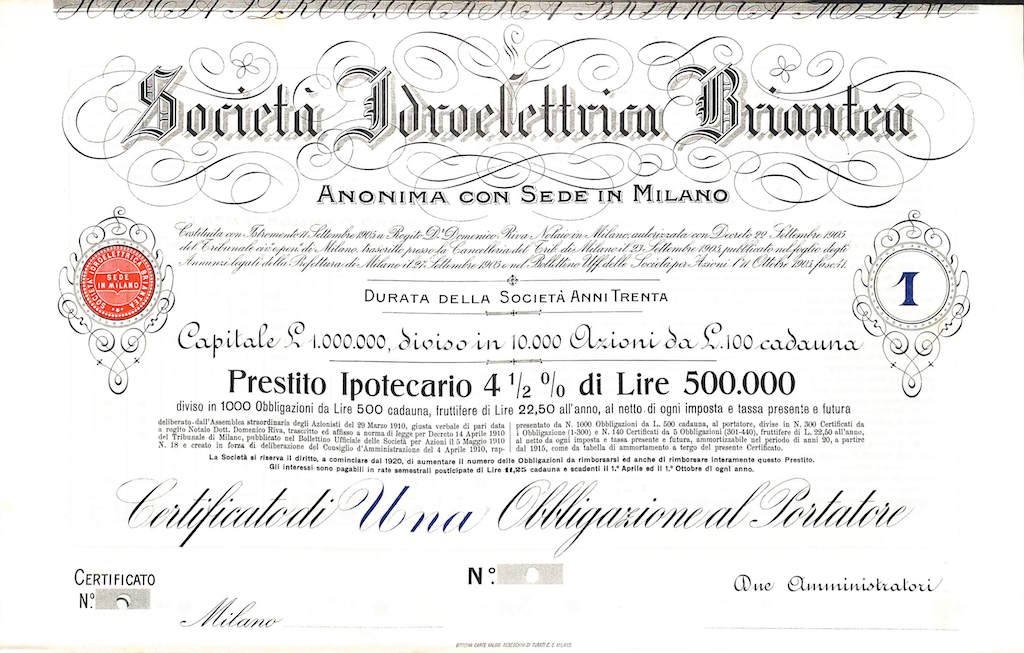 Società Idroelettrica Briantea
ANONIMA CON SEDE IN MILANO
Costituita con Istromento 11 Settembre 1905 a Rogito Dr. Domenico Riva Notaio in Milano, autorizzata con Decreto 22 Settembre 1905
del Tribunale civ. e pen. di Milano, trascritto presso la Cancelleria del Trib. di Milano il 23 Settembre 1905, pubblicato nel foglio degli
Annunzi legali della Prefettura di Milano il 27 Settembre 1905 e nel Bollettino Uff. delle Società per Azioni
SOCIETÀ IDROELETTRICA BRIANTEA
SEDE
IN MILANO
1
DURATA DELLA SOCIETÀ ANNI TRENTA
Capitale L. 1.000.000, diviso in 10.000 Azioni da L. 100 cadauna
Prestito Ipotecario 4 1/2 % di Lire 500.000
diviso in 1000 Obbligazioni da Lire 500 cadauna, fruttifere di Lire 22,50 all'anno, al netto di ogni imposta e tassa presente e futura
deliberato dall'Assemblea straordinaria degli Azionisti del 29 Marzo 1910, giusta verbale di pari data
a rogito Notaio Dott. Domenico Riva, trascritto ed affisso a norma di legge per Decreto 14 Aprile 1910
del Tribunale di Milano, pubblicato nel Bollettino Ufficiale delle Società per Azioni il 5 Maggio 1910
N. 18 e creato in forza di deliberazione del Consiglio d'Amministrazione del 4 Aprile 1910, rap-
presentato da N. 1000 Obbligazioni da L. 500 cadauna, al portatore, divise in N. 300 Certificati da
1 Obbligazione (1-300) e N. 140 Certificati da 5 Obbligazioni (301-440), fruttifere di L. 22,50 all'anno,
al netto da ogni imposta e tassa presente e futura, ammortizzabile nel periodo di anni 20, a partire
dal 1915, come da tabella di ammortamento a tergo del presente Certificato.
La Società si riserva il diritto, a cominciare dal 1920, di aumentare il numero delle Obbligazioni da rimborsarsi ed anche di rimborsare interamente questo Prestito.
Gli interessi sono pagabili in rate semestrali posticipate di Lire 11,25 cadauna e scadenti il 1.° Aprile ed il 1.° Ottobre di ogni anno.
Certificato di Una Obbligazione al Portatore
CERTIFICATO
N.º
N.º
Due Amministratori
Milano
OFFICINA CARTE VALORI TURATI E C. MILANO